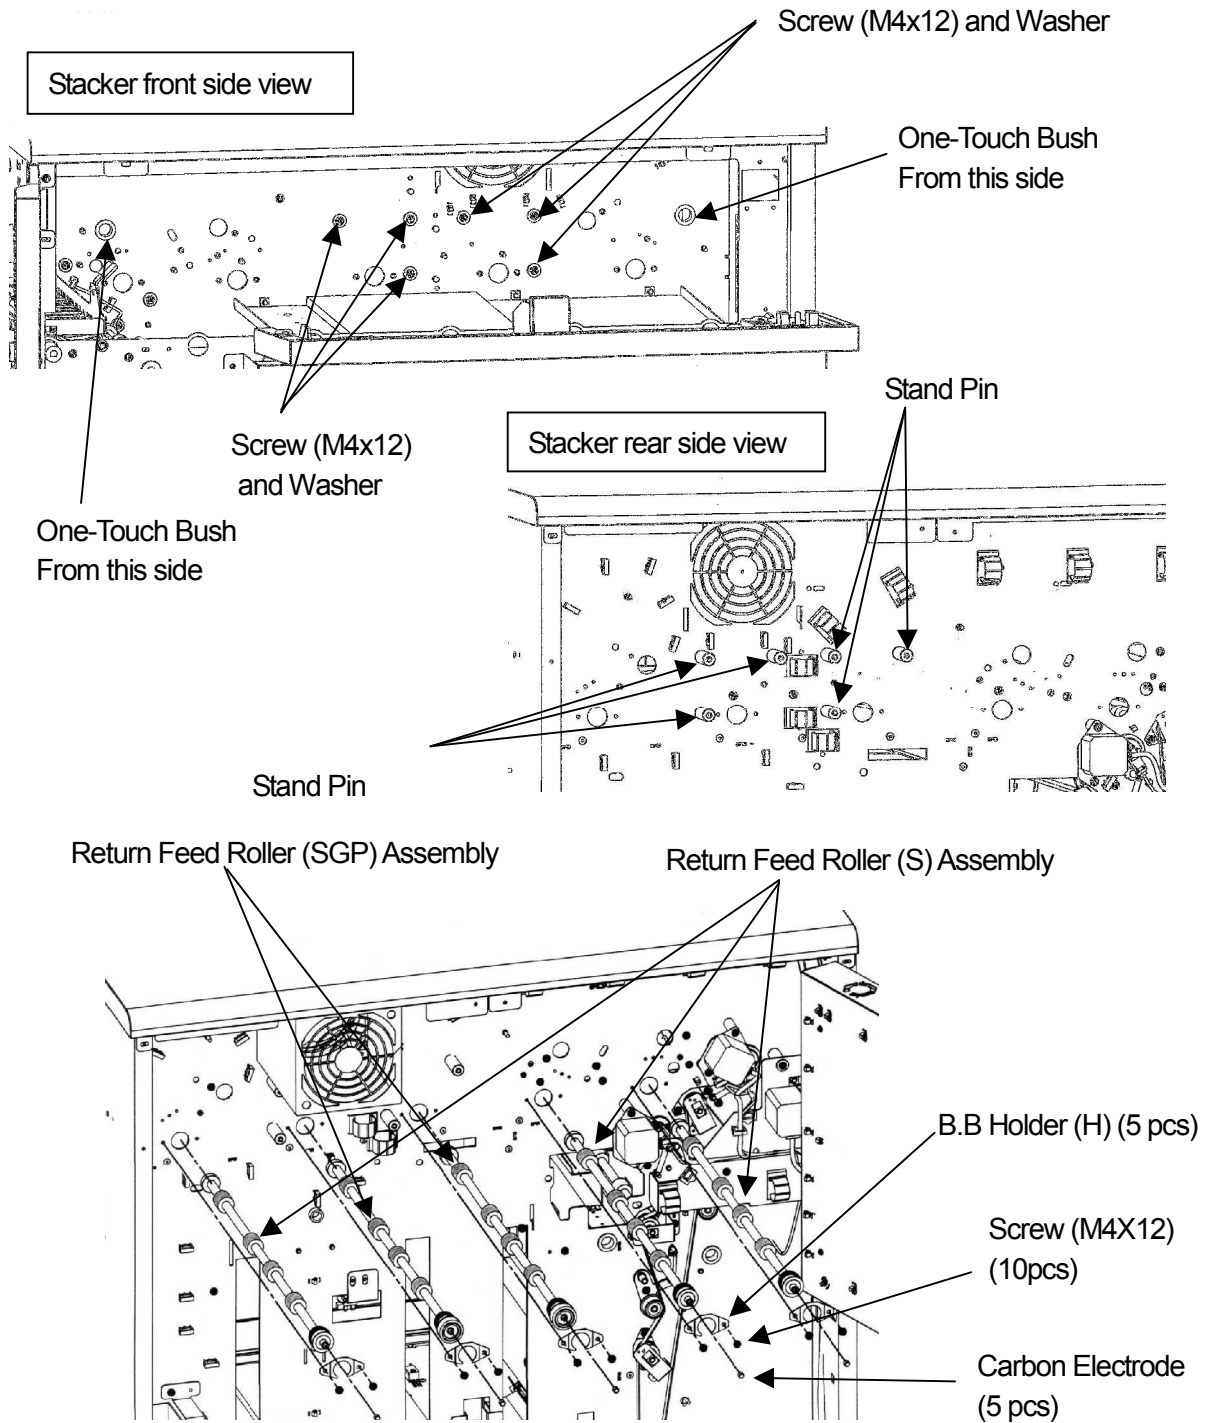 Screw (M4x12) and Washer
Stacker front side view
One-Touch Bush
From this side
Screw (M4x12)
and Washer
One-Touch Bush
From this side
Stand Pin
Stacker rear side view
Stand Pin
Return Feed Roller (SGP) Assembly
Return Feed Roller (S) Assembly
B.B Holder (H) (5 pcs)
Screw (M4X12)
(10pcs)
Carbon Electrode
(5 pcs)